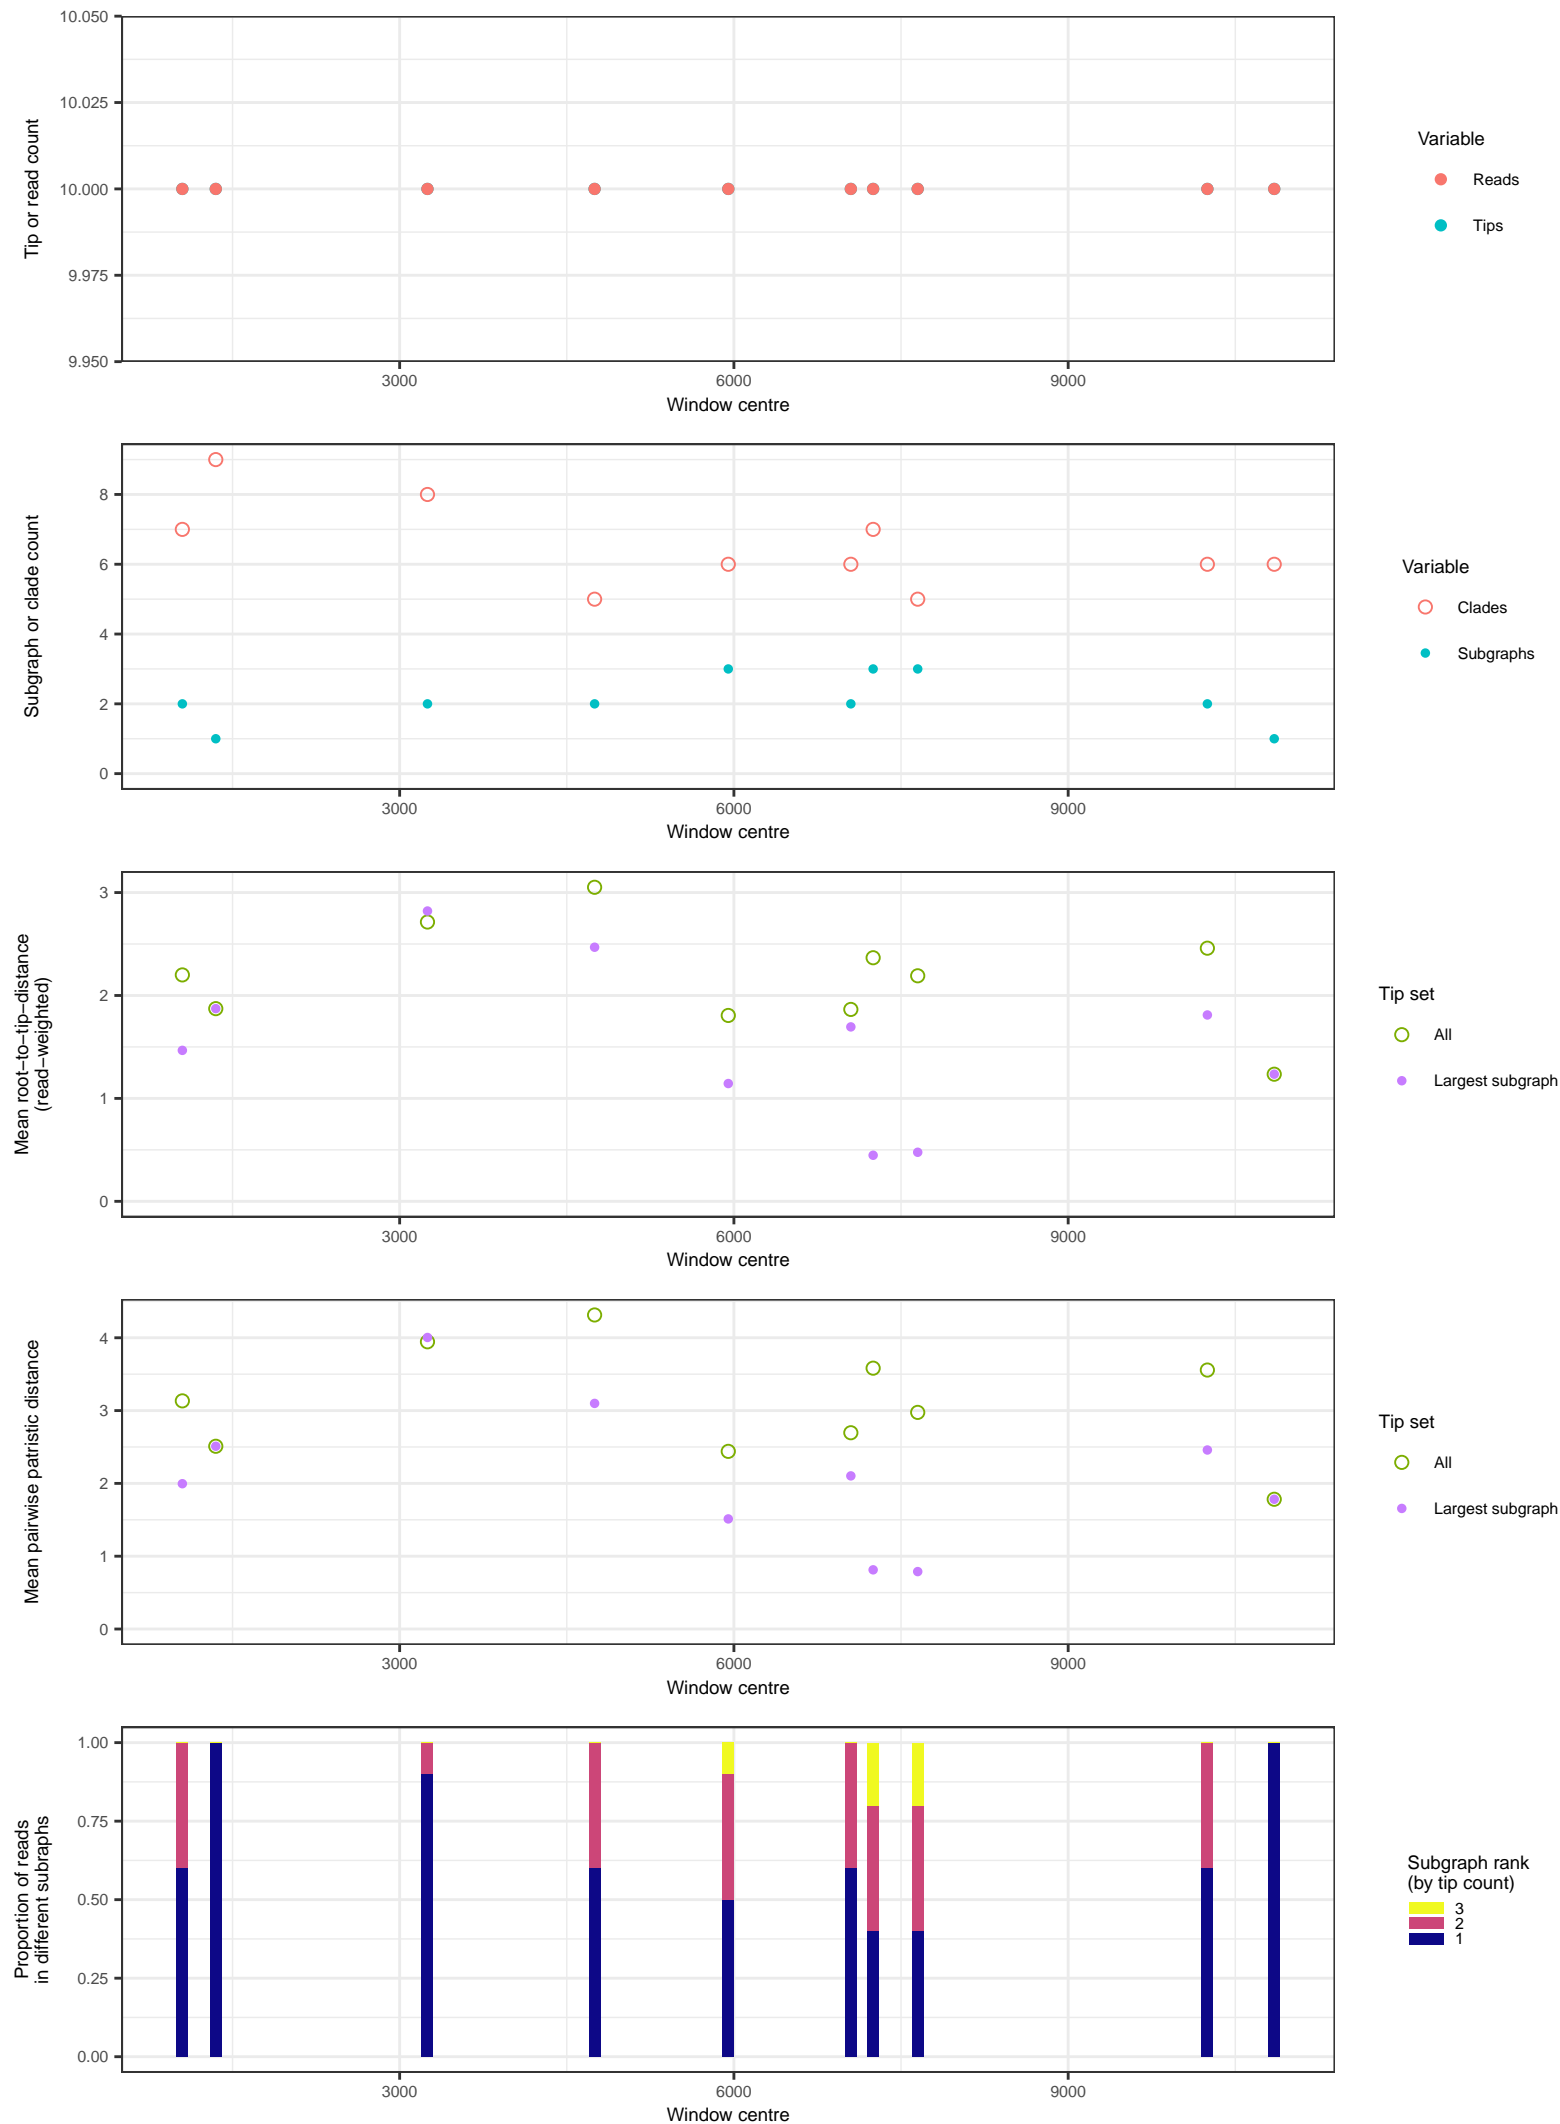 10.050
10.025
10.000
9.975
9.950
Tip or read count
3000
6000
9000
Window centre
Variable
Reads
Tips
8
6
4
2
0
Subgraph or clade count
3000
6000
9000
Window centre
Variable
Clades
Subgraphs
3
2
1
0
Mean root−to−tip−distance
(read−weighted)
3000
6000
9000
Window centre
Tip set
All
Largest subgraph
4
3
2
1
0
Mean pairwise patristic distance
3000
6000
9000
Window centre
Tip set
All
Largest subgraph
1.00
0.75
0.50
0.25
0.00
Proportion of reads
in different subraphs
3000
6000
9000
Window centre
Subgraph rank
(by tip count)
3
2
1